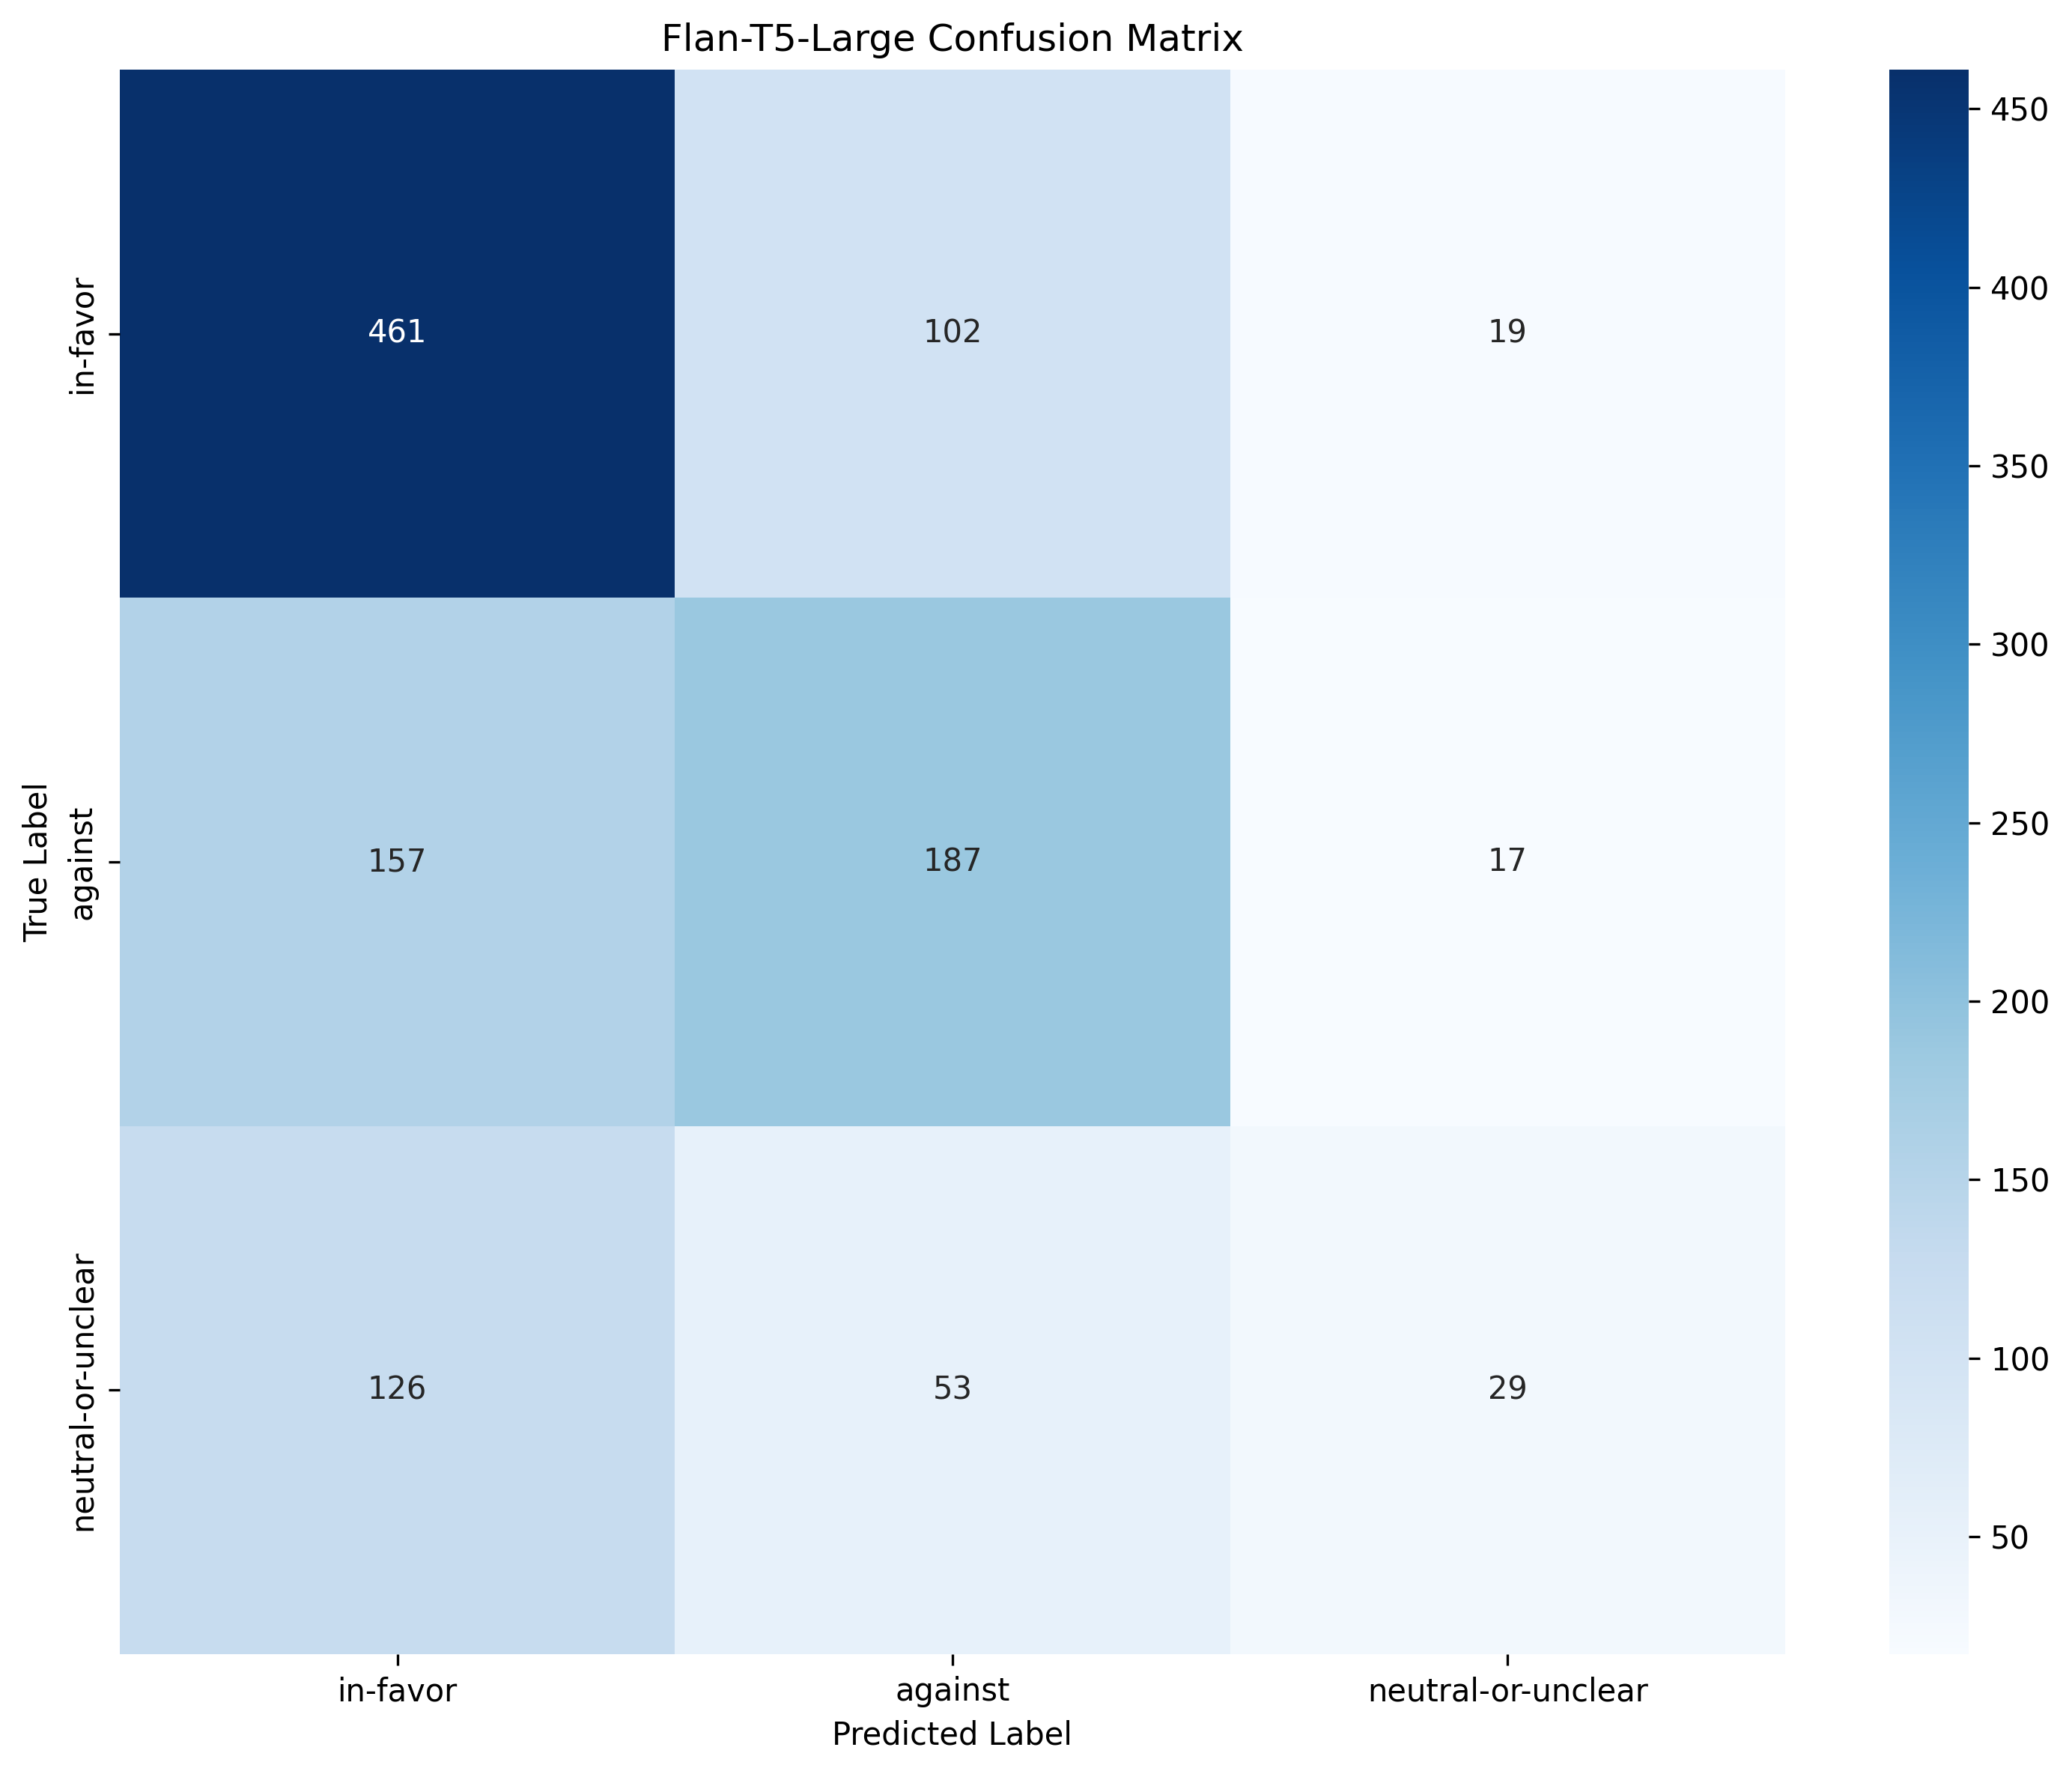 Flan-T5-Large Confusion Matrix
True Label
in-favor
461
102
19
against
157
187
17
neutral-or-unclear
126
53
29
in-favor
against
neutral-or-unclear
Predicted Label
450
400
350
300
250
200
150
100
50